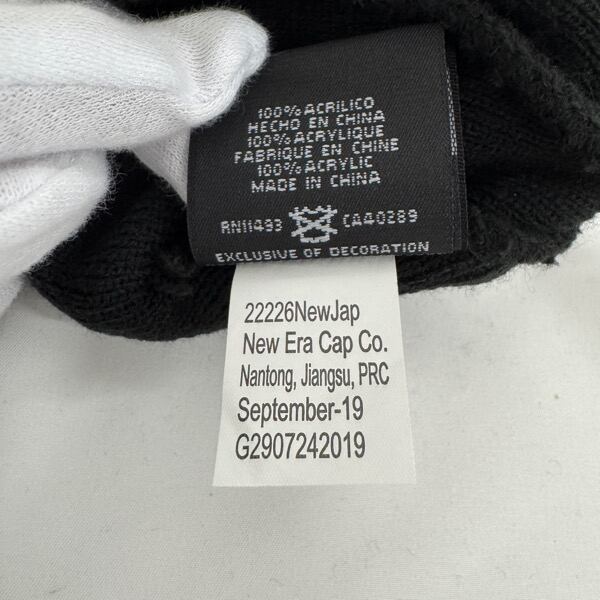 100% ACRILICO
HECHO EN CHINA
100% ACRYLIQUE
FABRIQUE EN CHINE
100% ACRYLIC
MADE IN CHINA
RN11493 CA40289
EXCLUSIVE OF DECORATION
22226NewJap
New Era Cap Co.
Nantong, Jiangsu, PRC
September-19
G2907242019